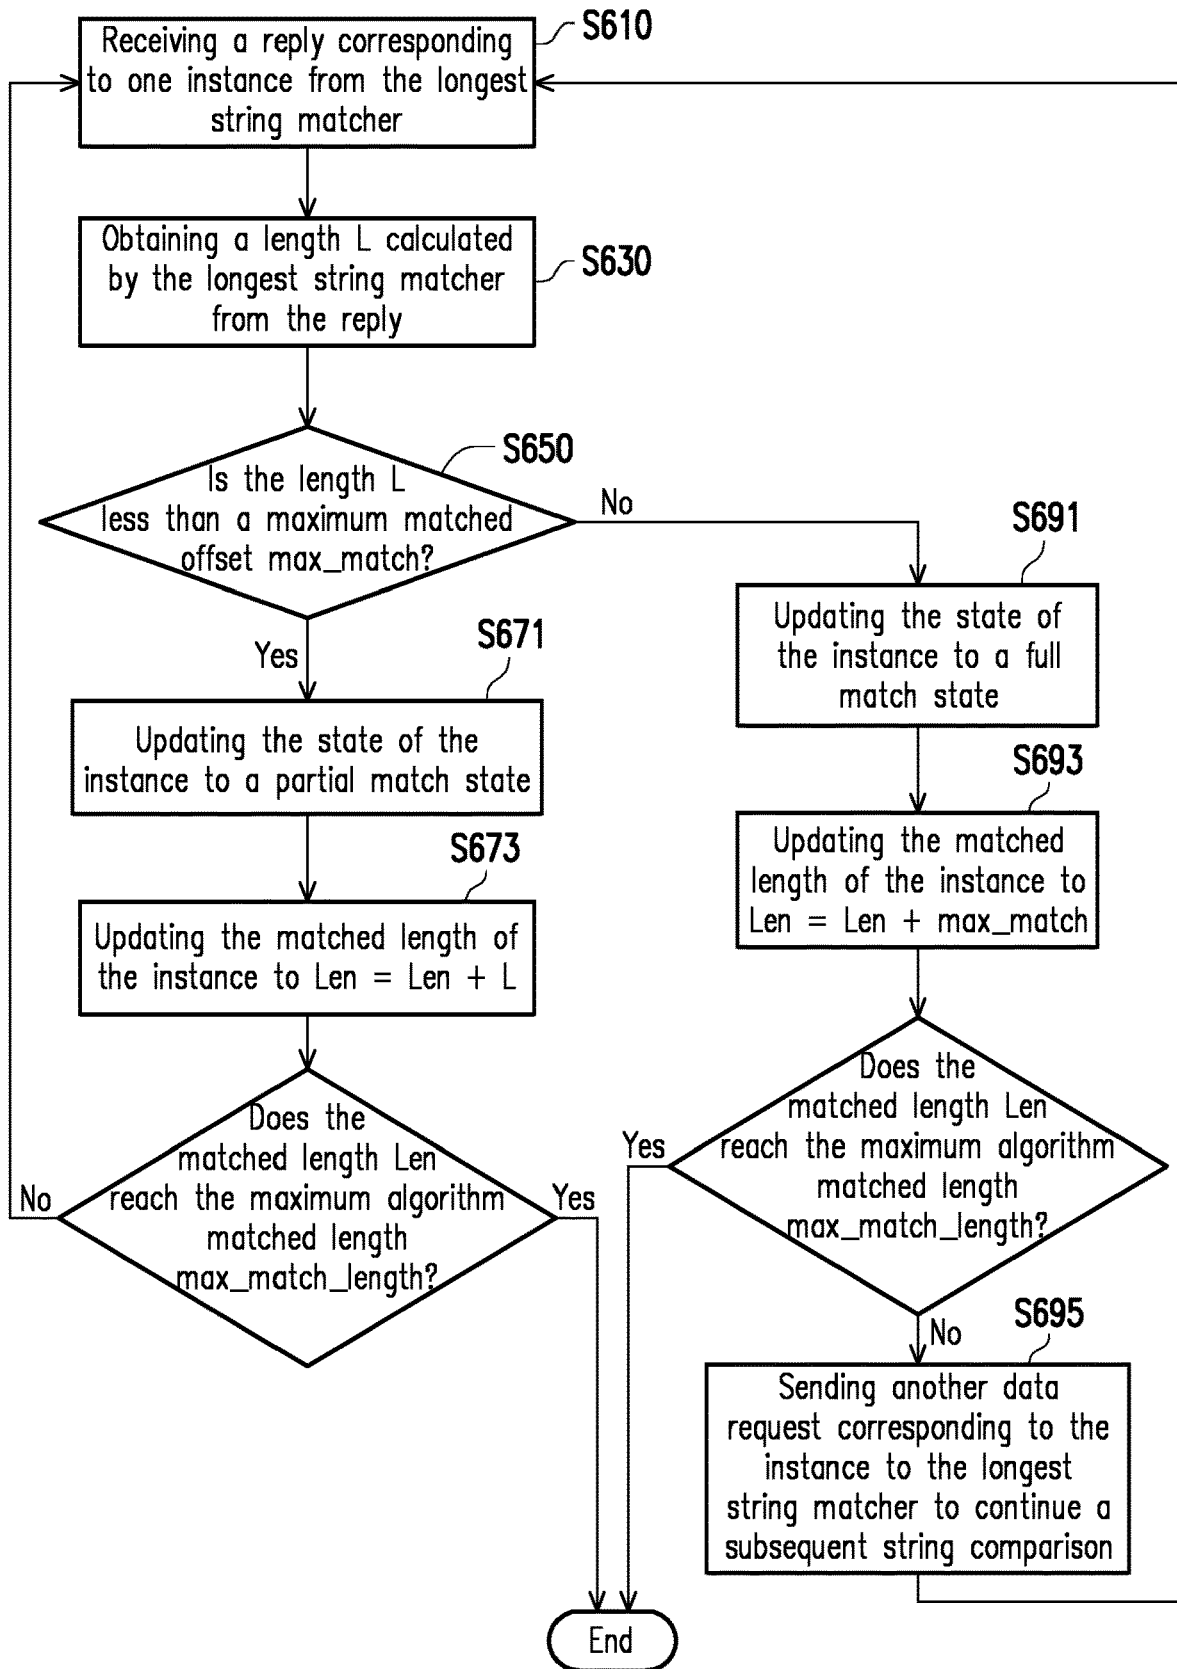 S610
Receiving a reply corresponding
to one instance from the longest
string matcher
Obtaining a length L calculated
by the longest string matcher
from the reply
S630
S650
Is the length L
less than a maximum matched
offset max_match?
No
Yes
S671
Updating the state of the
instance to a partial match state
S673
Updating the matched length of
the instance to Len = Len + L
Does the
matched length Len
reach the maximum algorithm
matched length
max_match_length?
No
Yes
S691
Updating the state of
the instance to a full
match state
S693
Updating the matched
length of the instance to
Len = Len + max_match
Does the
matched length Len
reach the maximum algorithm
matched length
max_match_length?
Yes
No
S695
Sending another data
request corresponding to the
instance to the longest
string matcher to continue a
subsequent string comparison
End